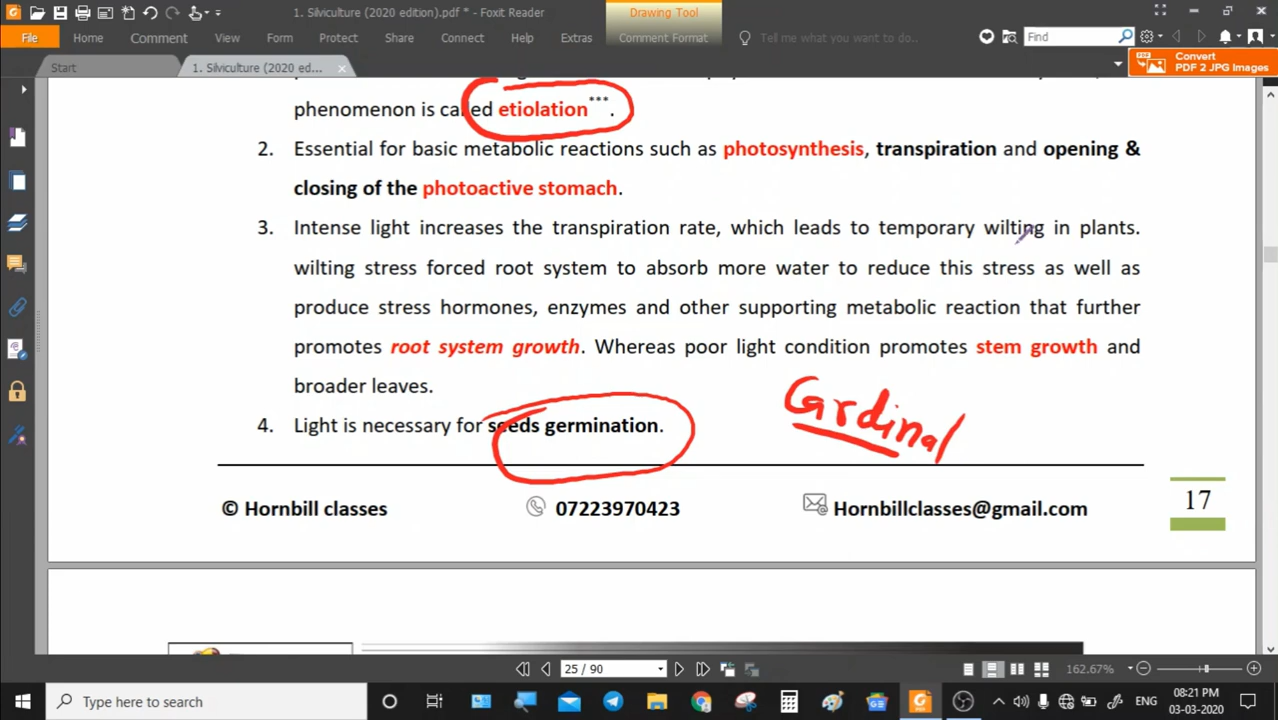 1. Silviculture (2020 edition).pdf * - Foxit Reader
Drawing Tool
File Home Comment View Form Protect Share Connect Help Extras Comment Format Tell me what you want to do.. Find
Start 1. Silviculture (2020 ed...
Convert
PDF 2 JPG Images
phenomenon is called etiolation***.
2. Essential for basic metabolic reactions such as photosynthesis, transpiration and opening &
closing of the photoactive stomach.
3. Intense light increases the transpiration rate, which leads to temporary wilting in plants.
wilting stress forced root system to absorb more water to reduce this stress as well as
produce stress hormones, enzymes and other supporting metabolic reaction that further
promotes root system growth. Whereas poor light condition promotes stem growth and
broader leaves.
4. Light is necessary for seeds germination.
© Hornbill classes 07223970423 Hornbillclasses@gmail.com 17
25 / 90 162.67%
Type here to search
ENG
08:21 PM
03-03-2020